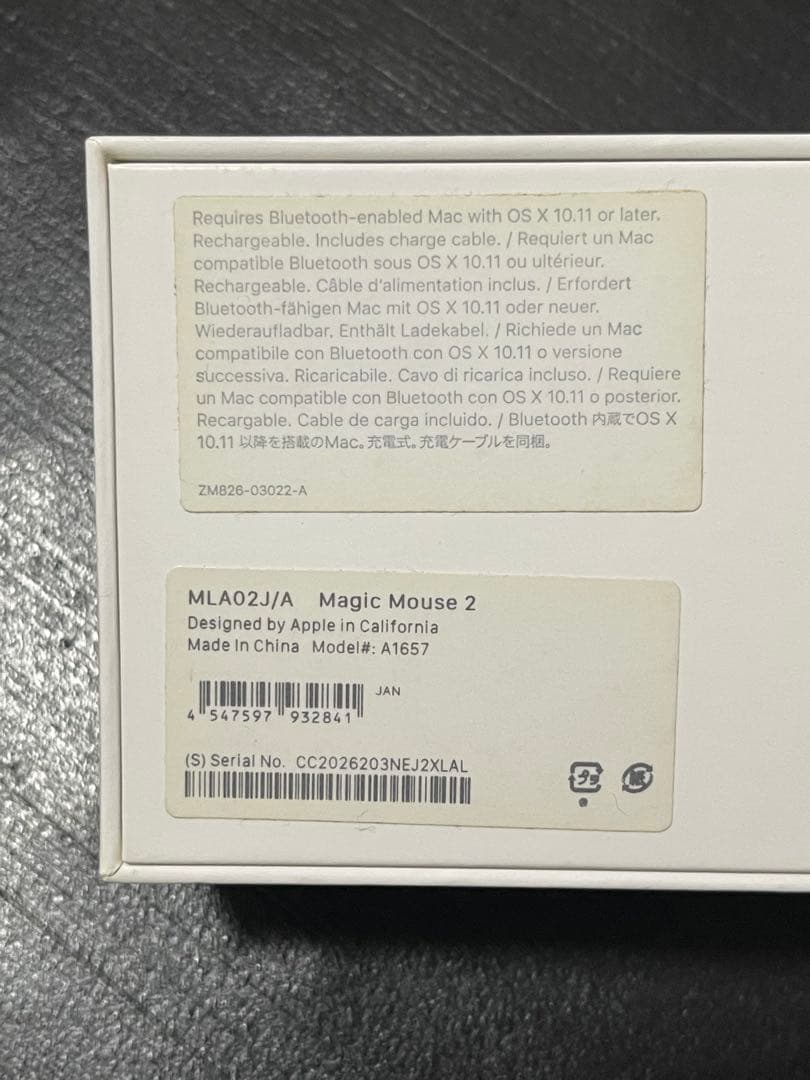 Requires Bluetooth-enabled Mac with OS X 10.11 or later.
Rechargeable. Includes charge cable. / Requiert un Mac
compatible Bluetooth sous OS X 10.11 ou ultérieur.
Rechargeable. Câble d'alimentation inclus. / Erfordert
Bluetooth-fähigen Mac mit OS X 10.11 oder neuer.
Wiederaufladbar. Enthält Ladekabel. / Richiede un Mac
compatibile con Bluetooth con OS X 10.11 o versione
successiva. Ricaricabile. Cavo di ricarica incluso. / Requiere
un Mac compatible con Bluetooth con OS X 10.11 o posterior.
Recargable. Cable de carga incluido. / Bluetooth 内蔵でOS X
10.11 以降を搭載のMac。充電式。充電ケーブルを同梱。
ZM826-03022-A
MLA02J/A Magic Mouse 2
Designed by Apple in California
Made In China Model#: A1657
JAN
4 547597 932841
(S) Serial No. CC2026203NEJ2XLAL
プラ 紙